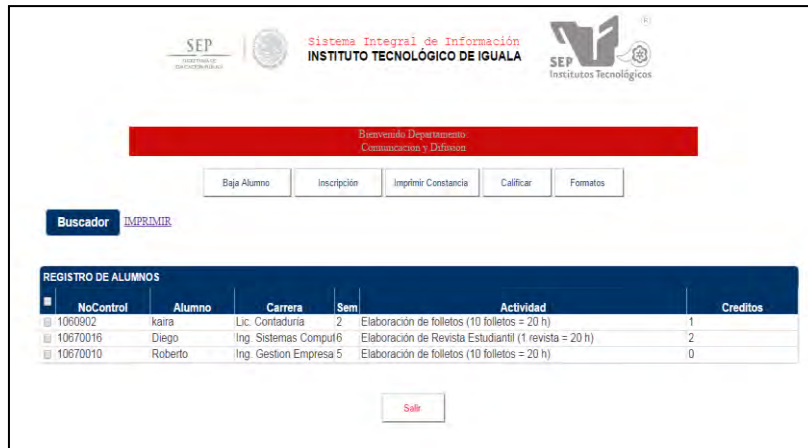 SEP
Sistema Integral de Información
INSTITUTO TECNOLÓGICO DE IGUALA
SEP
Institutos Tecnológicos
Bienvenido Departamento:
Comunicación y Difusion
Baja Alumno Inscripción Imprimir Constancia Calificar Formatos
Buscador IMPRIMIR
REGISTRO DE ALUMNOS
NoControl Alumno Carrera Sem Actividad Creditos
1060902 kaira Lic. Contaduría 2 Elaboración de folletos (10 folletos = 20 h) 1
10670016 Diego Ing. Sistemas Comput 6 Elaboración de Revista Estudiantil (1 revista = 20 h) 2
10670010 Roberto Ing. Gestion Empresa 5 Elaboración de folletos (10 folletos = 20 h) 0
Salir